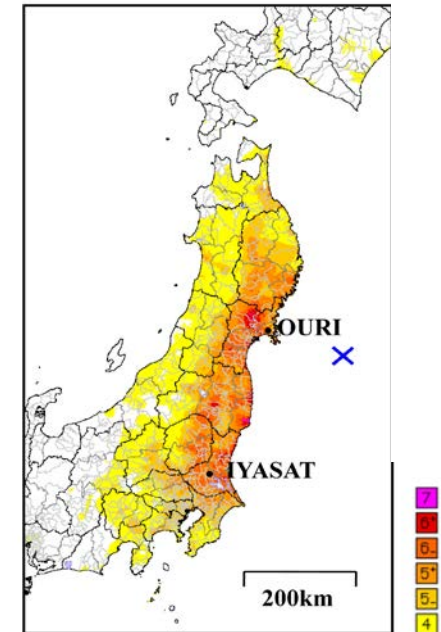 OURI
IYASAT
200km
7
6+
6-
5+
5-
4